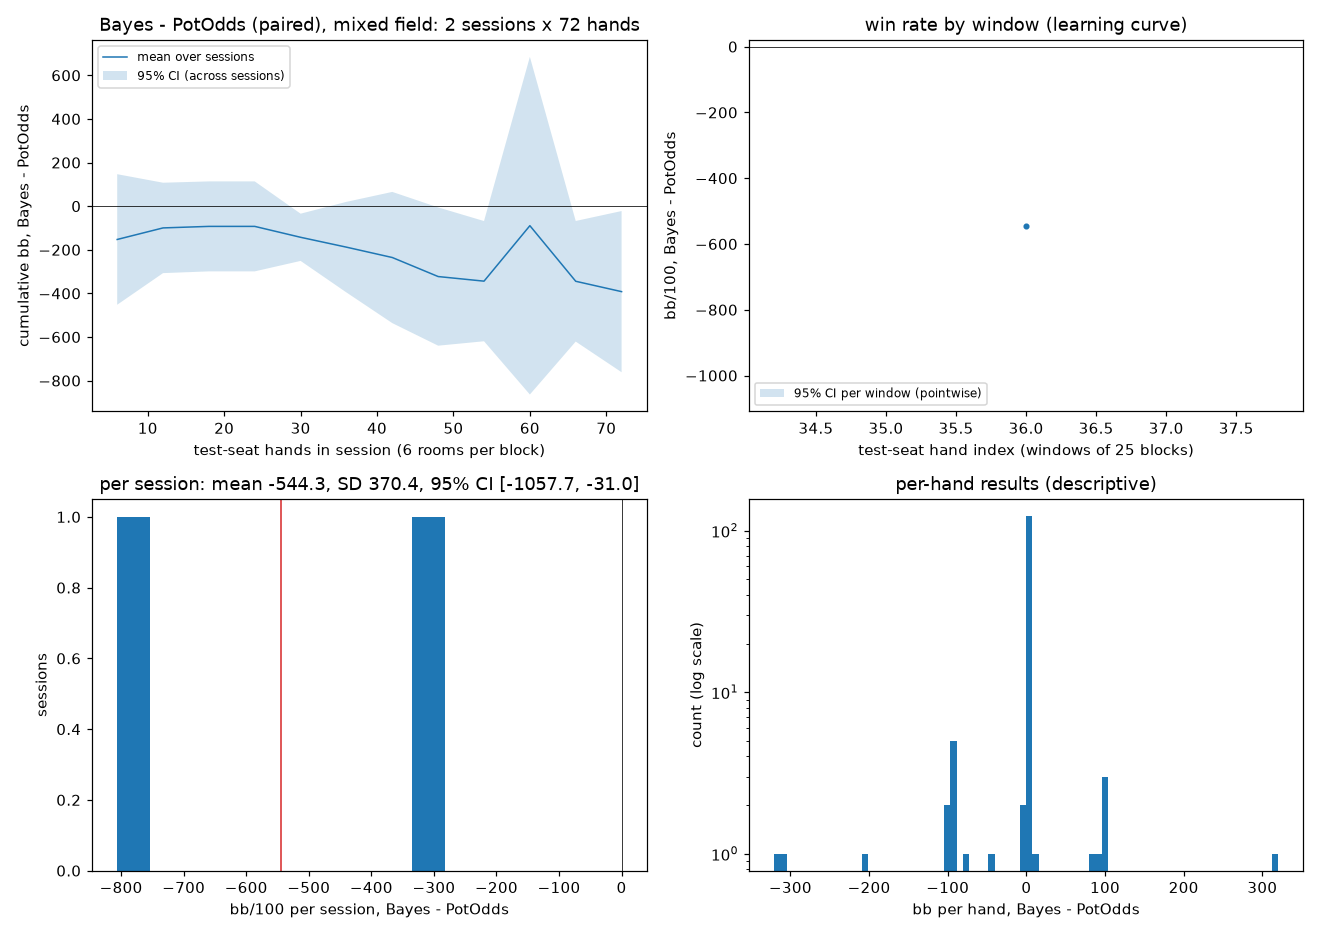 Bayes - PotOdds (paired), mixed field: 2 sessions x 72 hands
mean over sessions
95% CI (across sessions)
600
400
200
0
−200
−400
−600
−800
cumulative bb, Bayes - PotOdds
10 20 30 40 50 60 70
test-seat hands in session (6 rooms per block)
win rate by window (learning curve)
0
−200
−400
−600
−800
−1000
bb/100, Bayes - PotOdds
95% CI per window (pointwise)
34.5 35.0 35.5 36.0 36.5 37.0 37.5
test-seat hand index (windows of 25 blocks)
per session: mean -544.3, SD 370.4, 95% CI [-1057.7, -31.0]
1.0
0.8
0.6
0.4
0.2
0.0
sessions
−800 −700 −600 −500 −400 −300 −200 −100 0
bb/100 per session, Bayes - PotOdds
per-hand results (descriptive)
10²
10¹
10⁰
count (log scale)
−300 −200 −100 0 100 200 300
bb per hand, Bayes - PotOdds